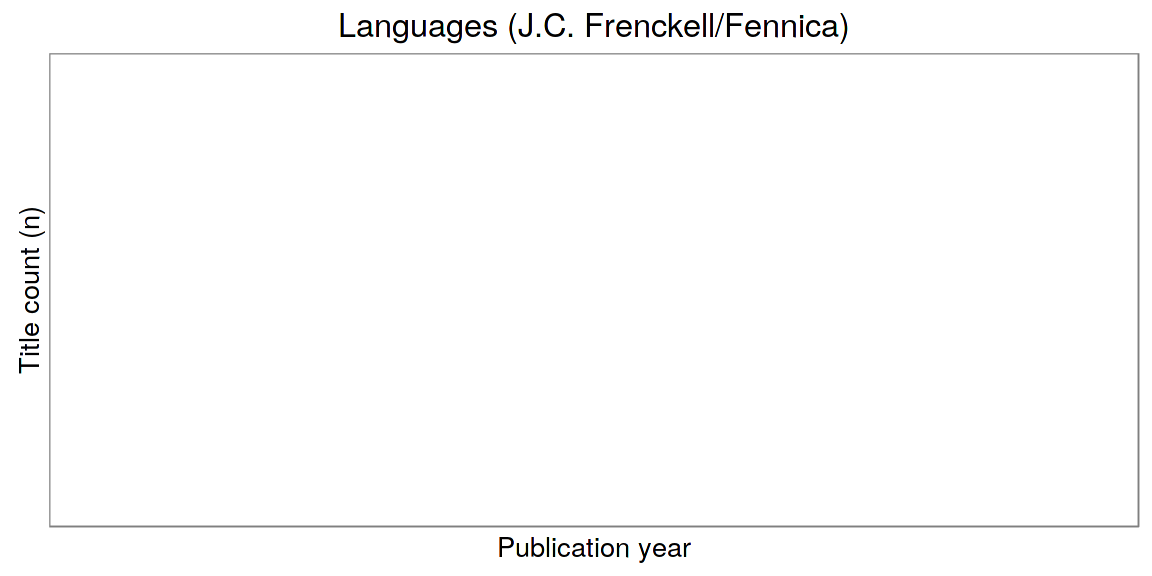 Languages (J.C. Frenckell/Fennica)
Title count (n)
Publication year